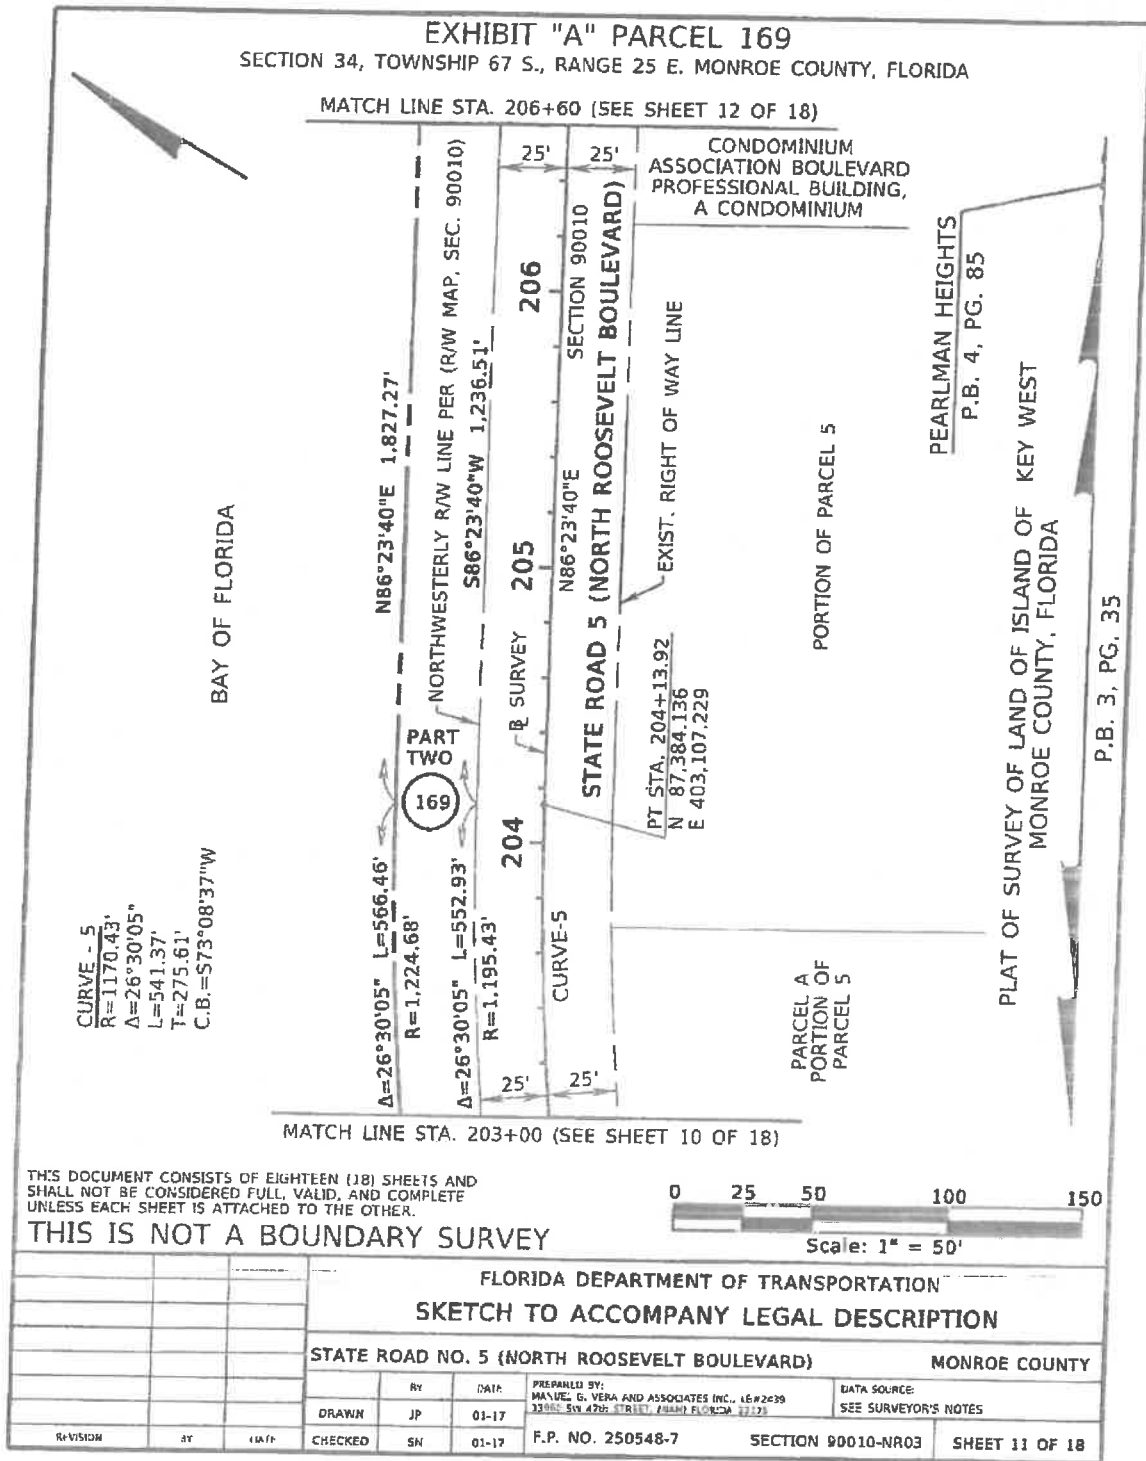 EXHIBIT "A" PARCEL 169
SECTION 34, TOWNSHIP 67 S., RANGE 25 E. MONROE COUNTY, FLORIDA
MATCH LINE STA. 206+60 (SEE SHEET 12 OF 18)
25'
25'
CONDOMINIUM
ASSOCIATION BOULEVARD
PROFESSIONAL BUILDING,
A CONDOMINIUM
BAY OF FLORIDA
N86°23'40"E 1,827.27'
NORTHWESTERLY R/W LINE PER (R/W MAP, SEC. 90010)
S86°23'40"W 1,236.51'
206
205
204
℄ SURVEY
SECTION 90010
N86°23'40"E
STATE ROAD 5 (NORTH ROOSEVELT BOULEVARD)
EXIST. RIGHT OF WAY LINE
PORTION OF PARCEL 5
PEARLMAN HEIGHTS
P.B. 4, PG. 85
PLAT OF SURVEY OF LAND OF ISLAND OF KEY WEST
MONROE COUNTY, FLORIDA
P.B. 3, PG. 35
PART
TWO
169
PT STA. 204+13.92
N 87,384.136
E 403,107.229
CURVE - 5
R=1170.43'
Δ=26°30'05"
L=541.37'
T=275.61'
C.B.=S73°08'37"W
Δ=26°30'05" L=566.46'
R=1,224.68'
Δ=26°30'05" L=552.93'
R=1,195.43'
CURVE-5
PARCEL A
PORTION OF
PARCEL 5
25'
25'
MATCH LINE STA. 203+00 (SEE SHEET 10 OF 18)
THIS DOCUMENT CONSISTS OF EIGHTEEN (18) SHEETS AND
SHALL NOT BE CONSIDERED FULL, VALID, AND COMPLETE
UNLESS EACH SHEET IS ATTACHED TO THE OTHER.
THIS IS NOT A BOUNDARY SURVEY
0 25 50 100 150
Scale: 1" = 50'
FLORIDA DEPARTMENT OF TRANSPORTATION
SKETCH TO ACCOMPANY LEGAL DESCRIPTION
STATE ROAD NO. 5 (NORTH ROOSEVELT BOULEVARD) MONROE COUNTY
BY DATE
PREPARED BY:
MANUEL G. VERA AND ASSOCIATES INC., LB#2439
DATA SOURCE:
SEE SURVEYOR'S NOTES
DRAWN JP 01-17
REVISION BY DATE
CHECKED SN 01-17
F.P. NO. 250548-7 SECTION 90010-NR03 SHEET 11 OF 18